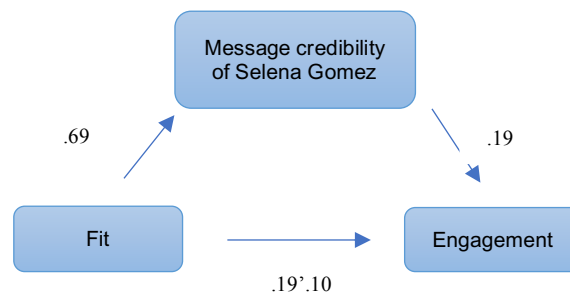 Message credibility
of Selena Gomez
.69
.19
Fit
Engagement
.19’.10